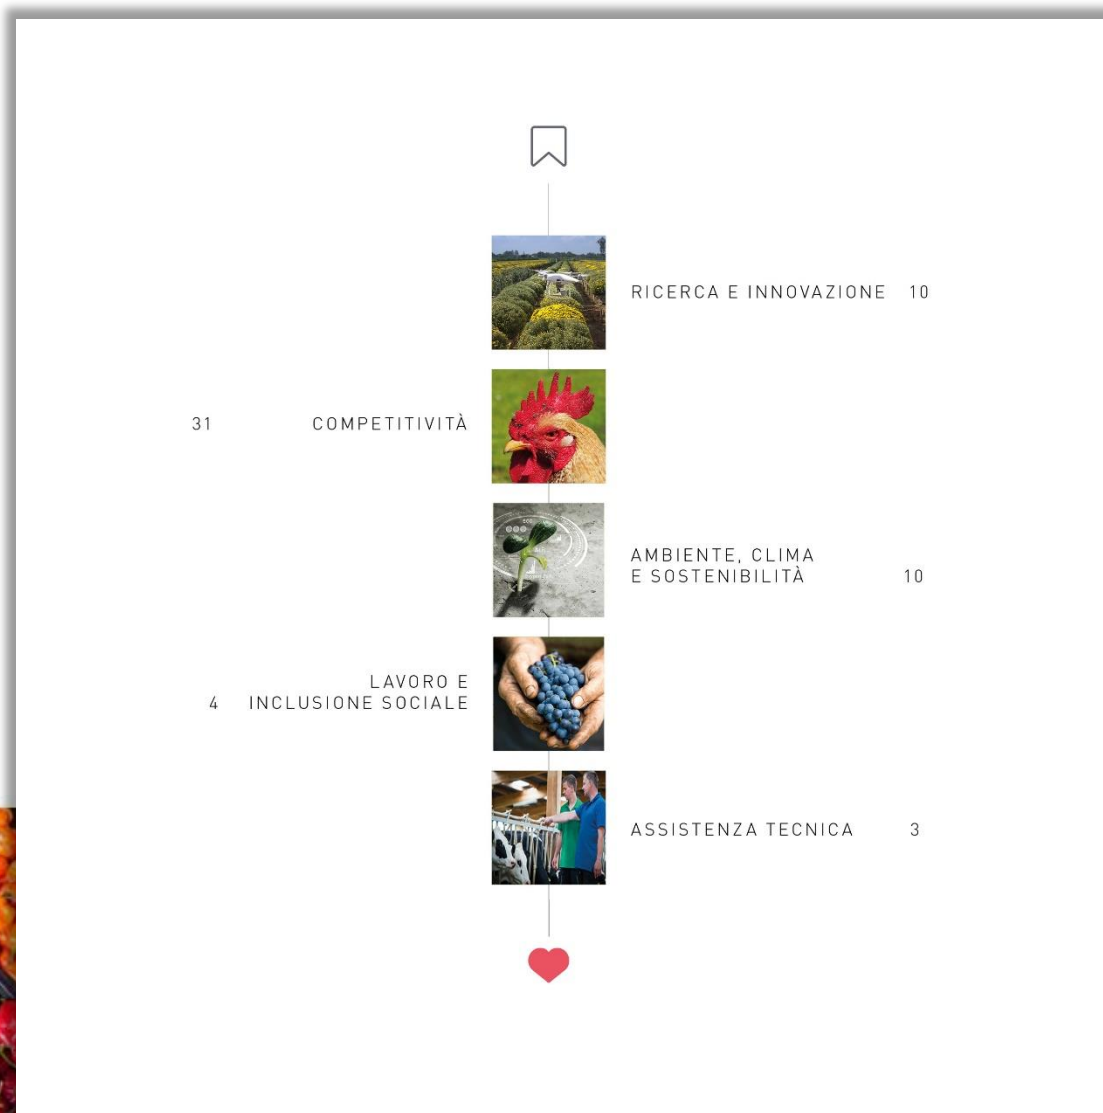 RICERCA E INNOVAZIONE 10
31 COMPETITIVITÀ
AMBIENTE, CLIMA
E SOSTENIBILITÀ 10
LAVORO E
4 INCLUSIONE SOCIALE
ASSISTENZA TECNICA 3